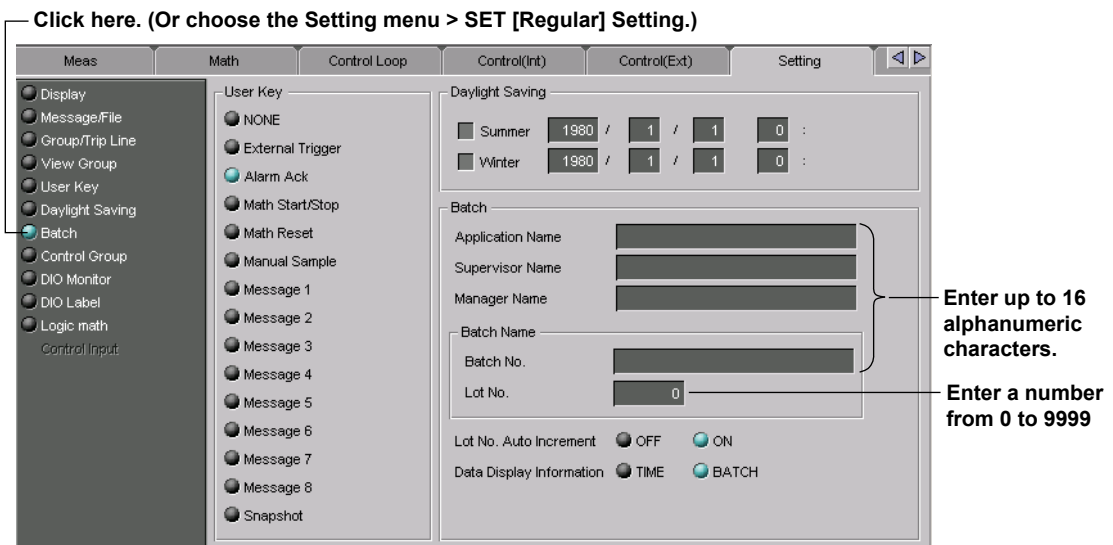 Click here. (Or choose the Setting menu > SET [Regular] Setting.)
Meas Math Control Loop Control(Int) Control(Ext) Setting
Display
Message/File
Group/Trip Line
View Group
User Key
Daylight Saving
Batch
Control Group
DIO Monitor
DIO Label
Logic math
Control Input
User Key
NONE
External Trigger
Alarm Ack
Math Start/Stop
Math Reset
Manual Sample
Message 1
Message 2
Message 3
Message 4
Message 5
Message 6
Message 7
Message 8
Snapshot
Daylight Saving
Summer 1980 / 1 / 1 0 :
Winter 1980 / 1 / 1 0 :
Batch
Application Name
Supervisor Name
Manager Name
Batch Name
Batch No.
Lot No. 0
Lot No. Auto Increment OFF ON
Data Display Information TIME BATCH
Enter up to 16
alphanumeric
characters.
Enter a number
from 0 to 9999